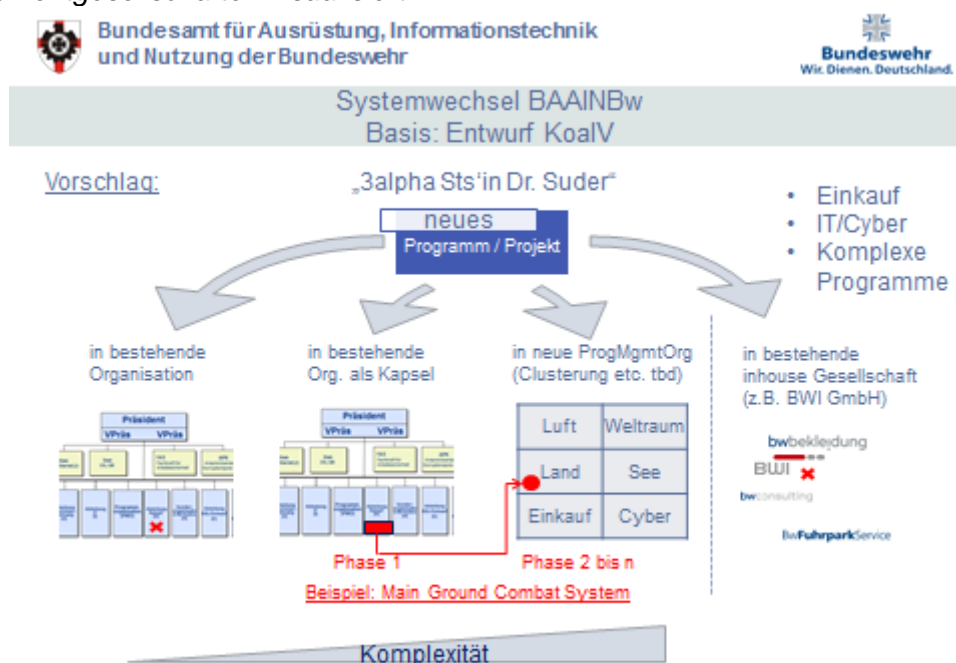 Bundesamt für Ausrüstung, Informationstechnik
und Nutzung der Bundeswehr
Bundeswehr
Wir. Dienen. Deutschland.
Systemwechsel BAAINBw
Basis: Entwurf KoalV
Vorschlag:
„3alpha Sts‘in Dr. Suder“
neues
Programm / Projekt
• Einkauf
• IT/Cyber
• Komplexe
Programme
in bestehende
Organisation
in bestehende
Org. als Kapsel
in neue ProgMgmtOrg
(Clusterung etc. tbd)
in bestehende
inhouse Gesellschaft
(z.B. BWI GmbH)
Präsident
VPräs VPräs
Präsident
VPräs VPräs
Luft Weltraum
Land See
Einkauf Cyber
bwbekleidung
BWI
bwconsulting
BwFuhrparkService
Phase 1
Phase 2 bis n
Beispiel: Main Ground Combat System
Komplexität